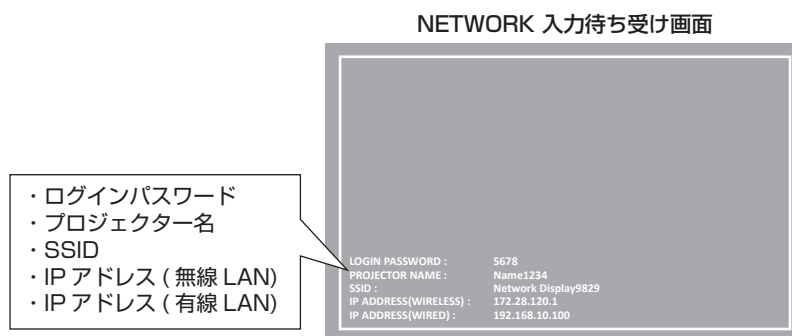 NETWORK 入力待ち受け画面
・ログインパスワード
・プロジェクター名
・SSID
・IP アドレス ( 無線 LAN)
・IP アドレス ( 有線 LAN)
LOGIN PASSWORD : 5678
PROJECTOR NAME : Name1234
SSID : Network Display9829
IP ADDRESS(WIRELESS) : 172.28.120.1
IP ADDRESS(WIRED) : 192.168.10.100